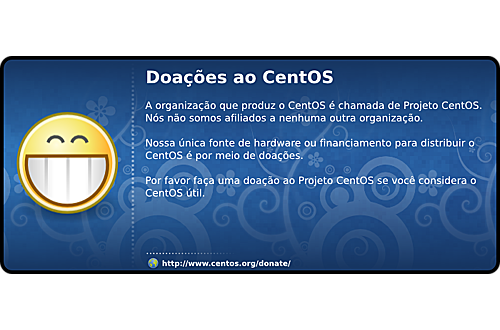 Doações ao CentOS
A organização que produz o CentOS é chamada de Projeto CentOS.
Nós não somos afiliados a nenhuma outra organização.
Nossa única fonte de hardware ou financiamento para distribuir o
CentOS é por meio de doações.
Por favor faça uma doação ao Projeto CentOS se você considera o
CentOS útil.
http://www.centos.org/donate/